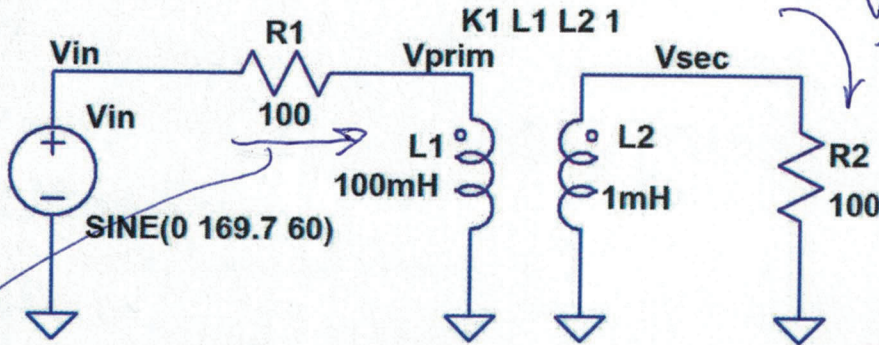 K1 L1 L2 1
R1
Vin
Vprim
Vsec
Vin
100
+
L1
L2
R2
100mH
1mH
100
-
SINE(0 169.7 60)